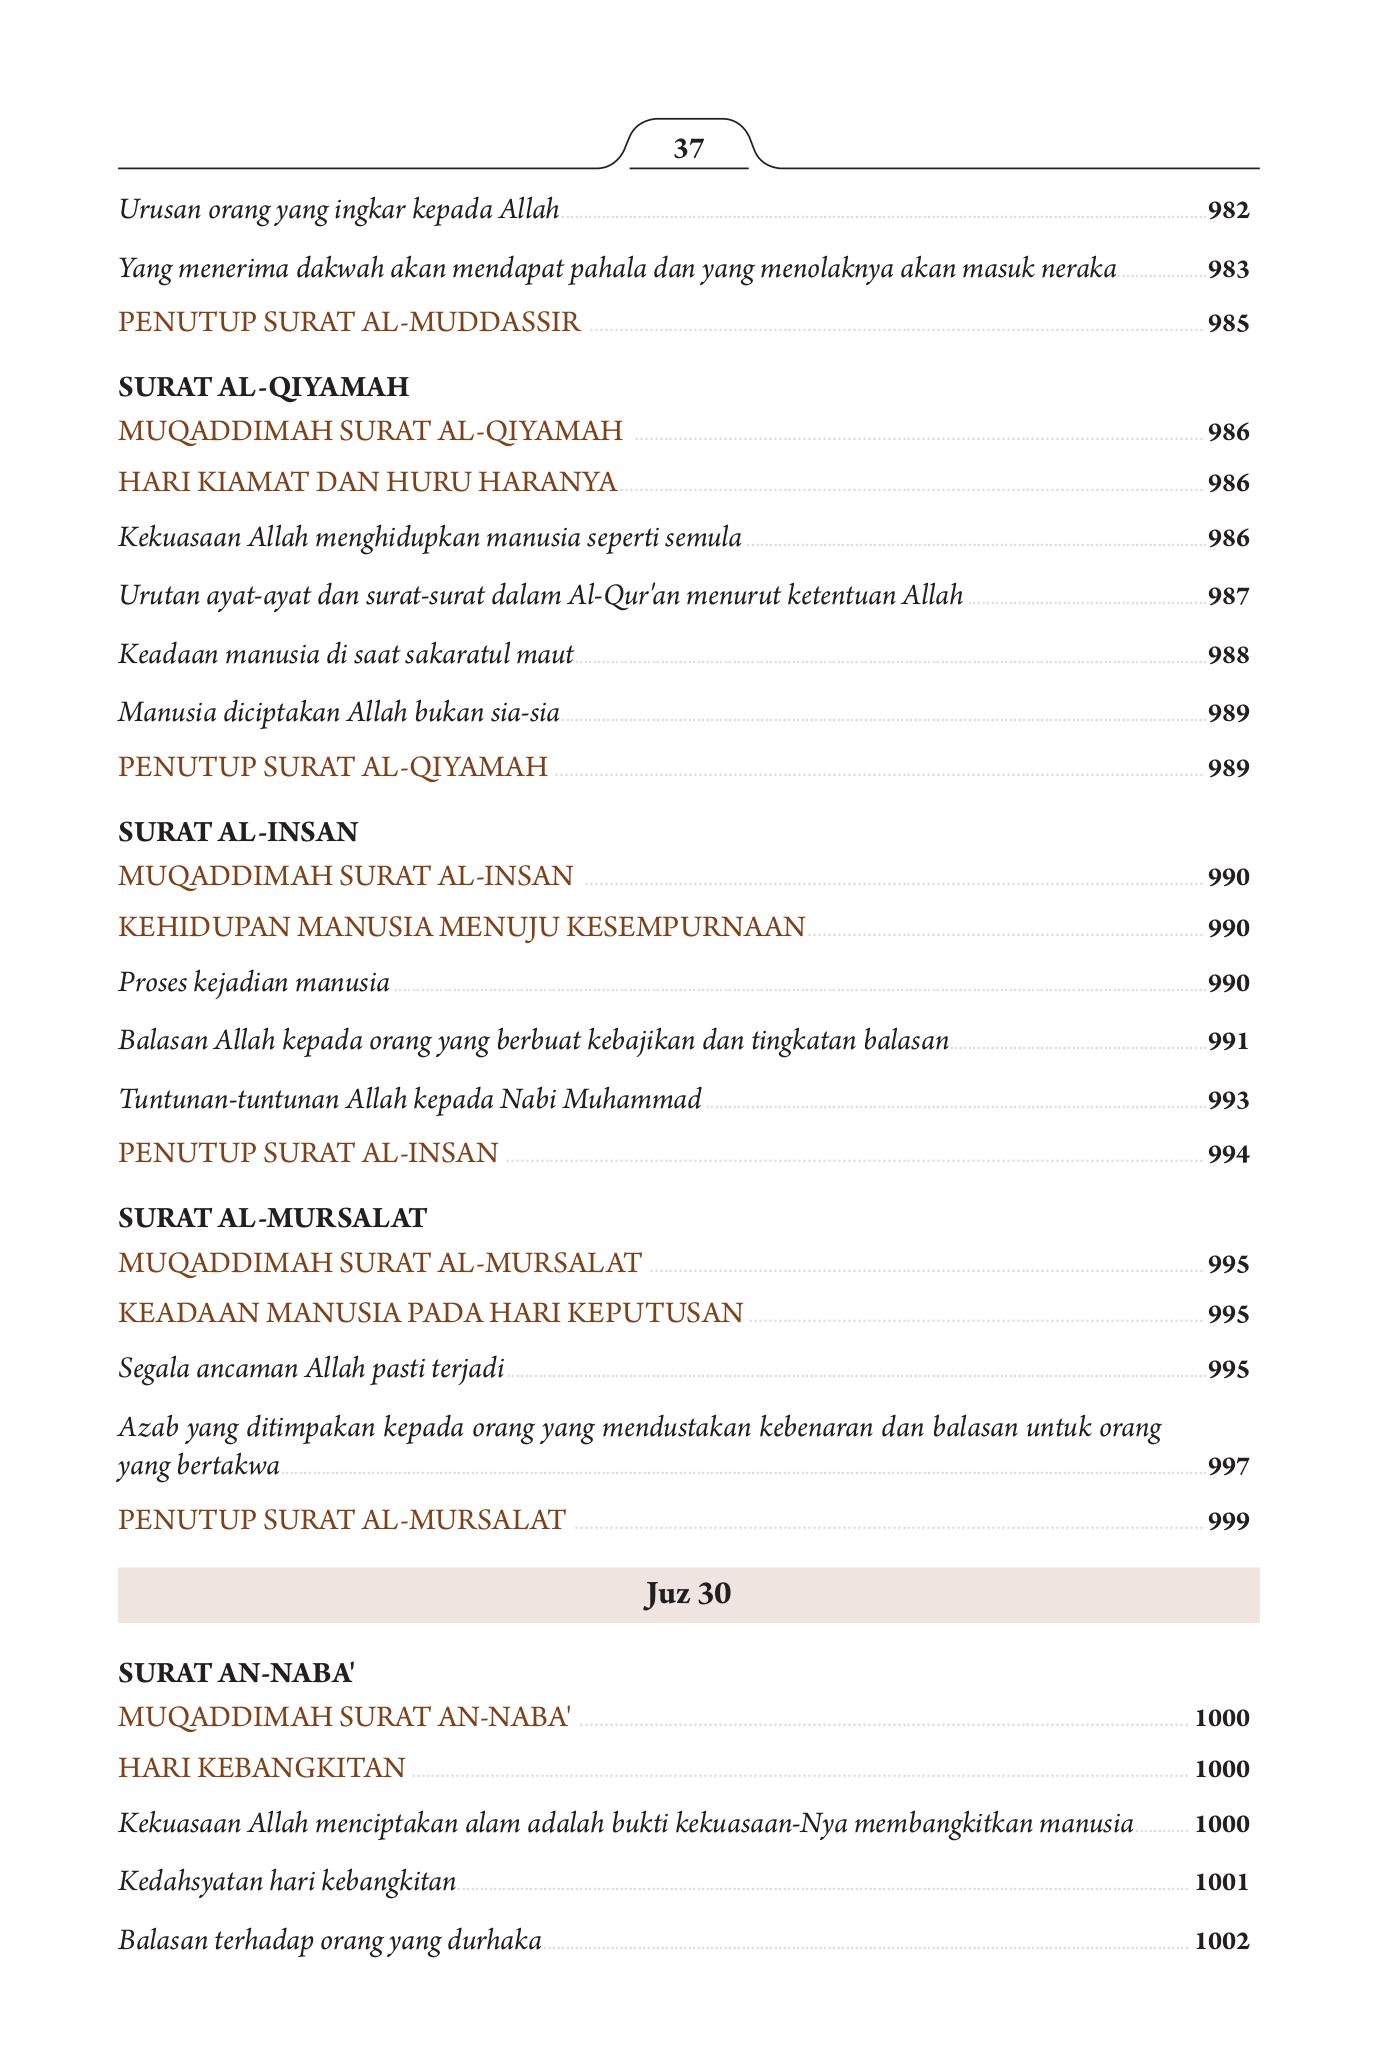 37
Urusan orang yang ingkar kepada Allah 982
Yang menerima dakwah akan mendapat pahala dan yang menolaknya akan masuk neraka 983
PENUTUP SURAT AL-MUDDASSIR 985
SURAT AL-QIYAMAH
MUQADDIMAH SURAT AL-QIYAMAH 986
HARI KIAMAT DAN HURU HARANYA 986
Kekuasaan Allah menghidupkan manusia seperti semula 986
Urutan ayat-ayat dan surat-surat dalam Al-Qur'an menurut ketentuan Allah 987
Keadaan manusia di saat sakaratul maut 988
Manusia diciptakan Allah bukan sia-sia 989
PENUTUP SURAT AL-QIYAMAH 989
SURAT AL-INSAN
MUQADDIMAH SURAT AL-INSAN 990
KEHIDUPAN MANUSIA MENUJU KESEMPURNAAN 990
Proses kejadian manusia 990
Balasan Allah kepada orang yang berbuat kebajikan dan tingkatan balasan 991
Tuntunan-tuntunan Allah kepada Nabi Muhammad 993
PENUTUP SURAT AL-INSAN 994
SURAT AL-MURSALAT
MUQADDIMAH SURAT AL-MURSALAT 995
KEADAAN MANUSIA PADA HARI KEPUTUSAN 995
Segala ancaman Allah pasti terjadi 995
Azab yang ditimpakan kepada orang yang mendustakan kebenaran dan balasan untuk orang
yang bertakwa 997
PENUTUP SURAT AL-MURSALAT 999
Juz 30
SURAT AN-NABA'
MUQADDIMAH SURAT AN-NABA' 1000
HARI KEBANGKITAN 1000
Kekuasaan Allah menciptakan alam adalah bukti kekuasaan-Nya membangkitkan manusia 1000
Kedahsyatan hari kebangkitan 1001
Balasan terhadap orang yang durhaka 1002